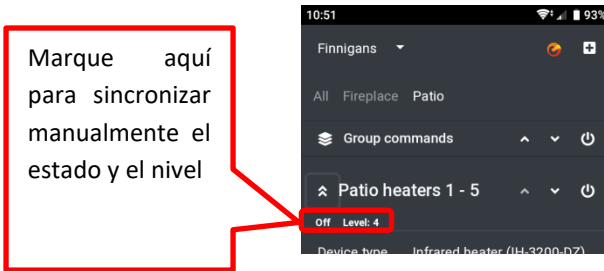 Marque aquí
para sincronizar
manualmente el
estado y el nivel
10:51 93%
Finnigans
All Fireplace Patio
Group commands
Patio heaters 1 - 5
Off Level: 4
Device type Infrared heater (IH-3200-DZ)